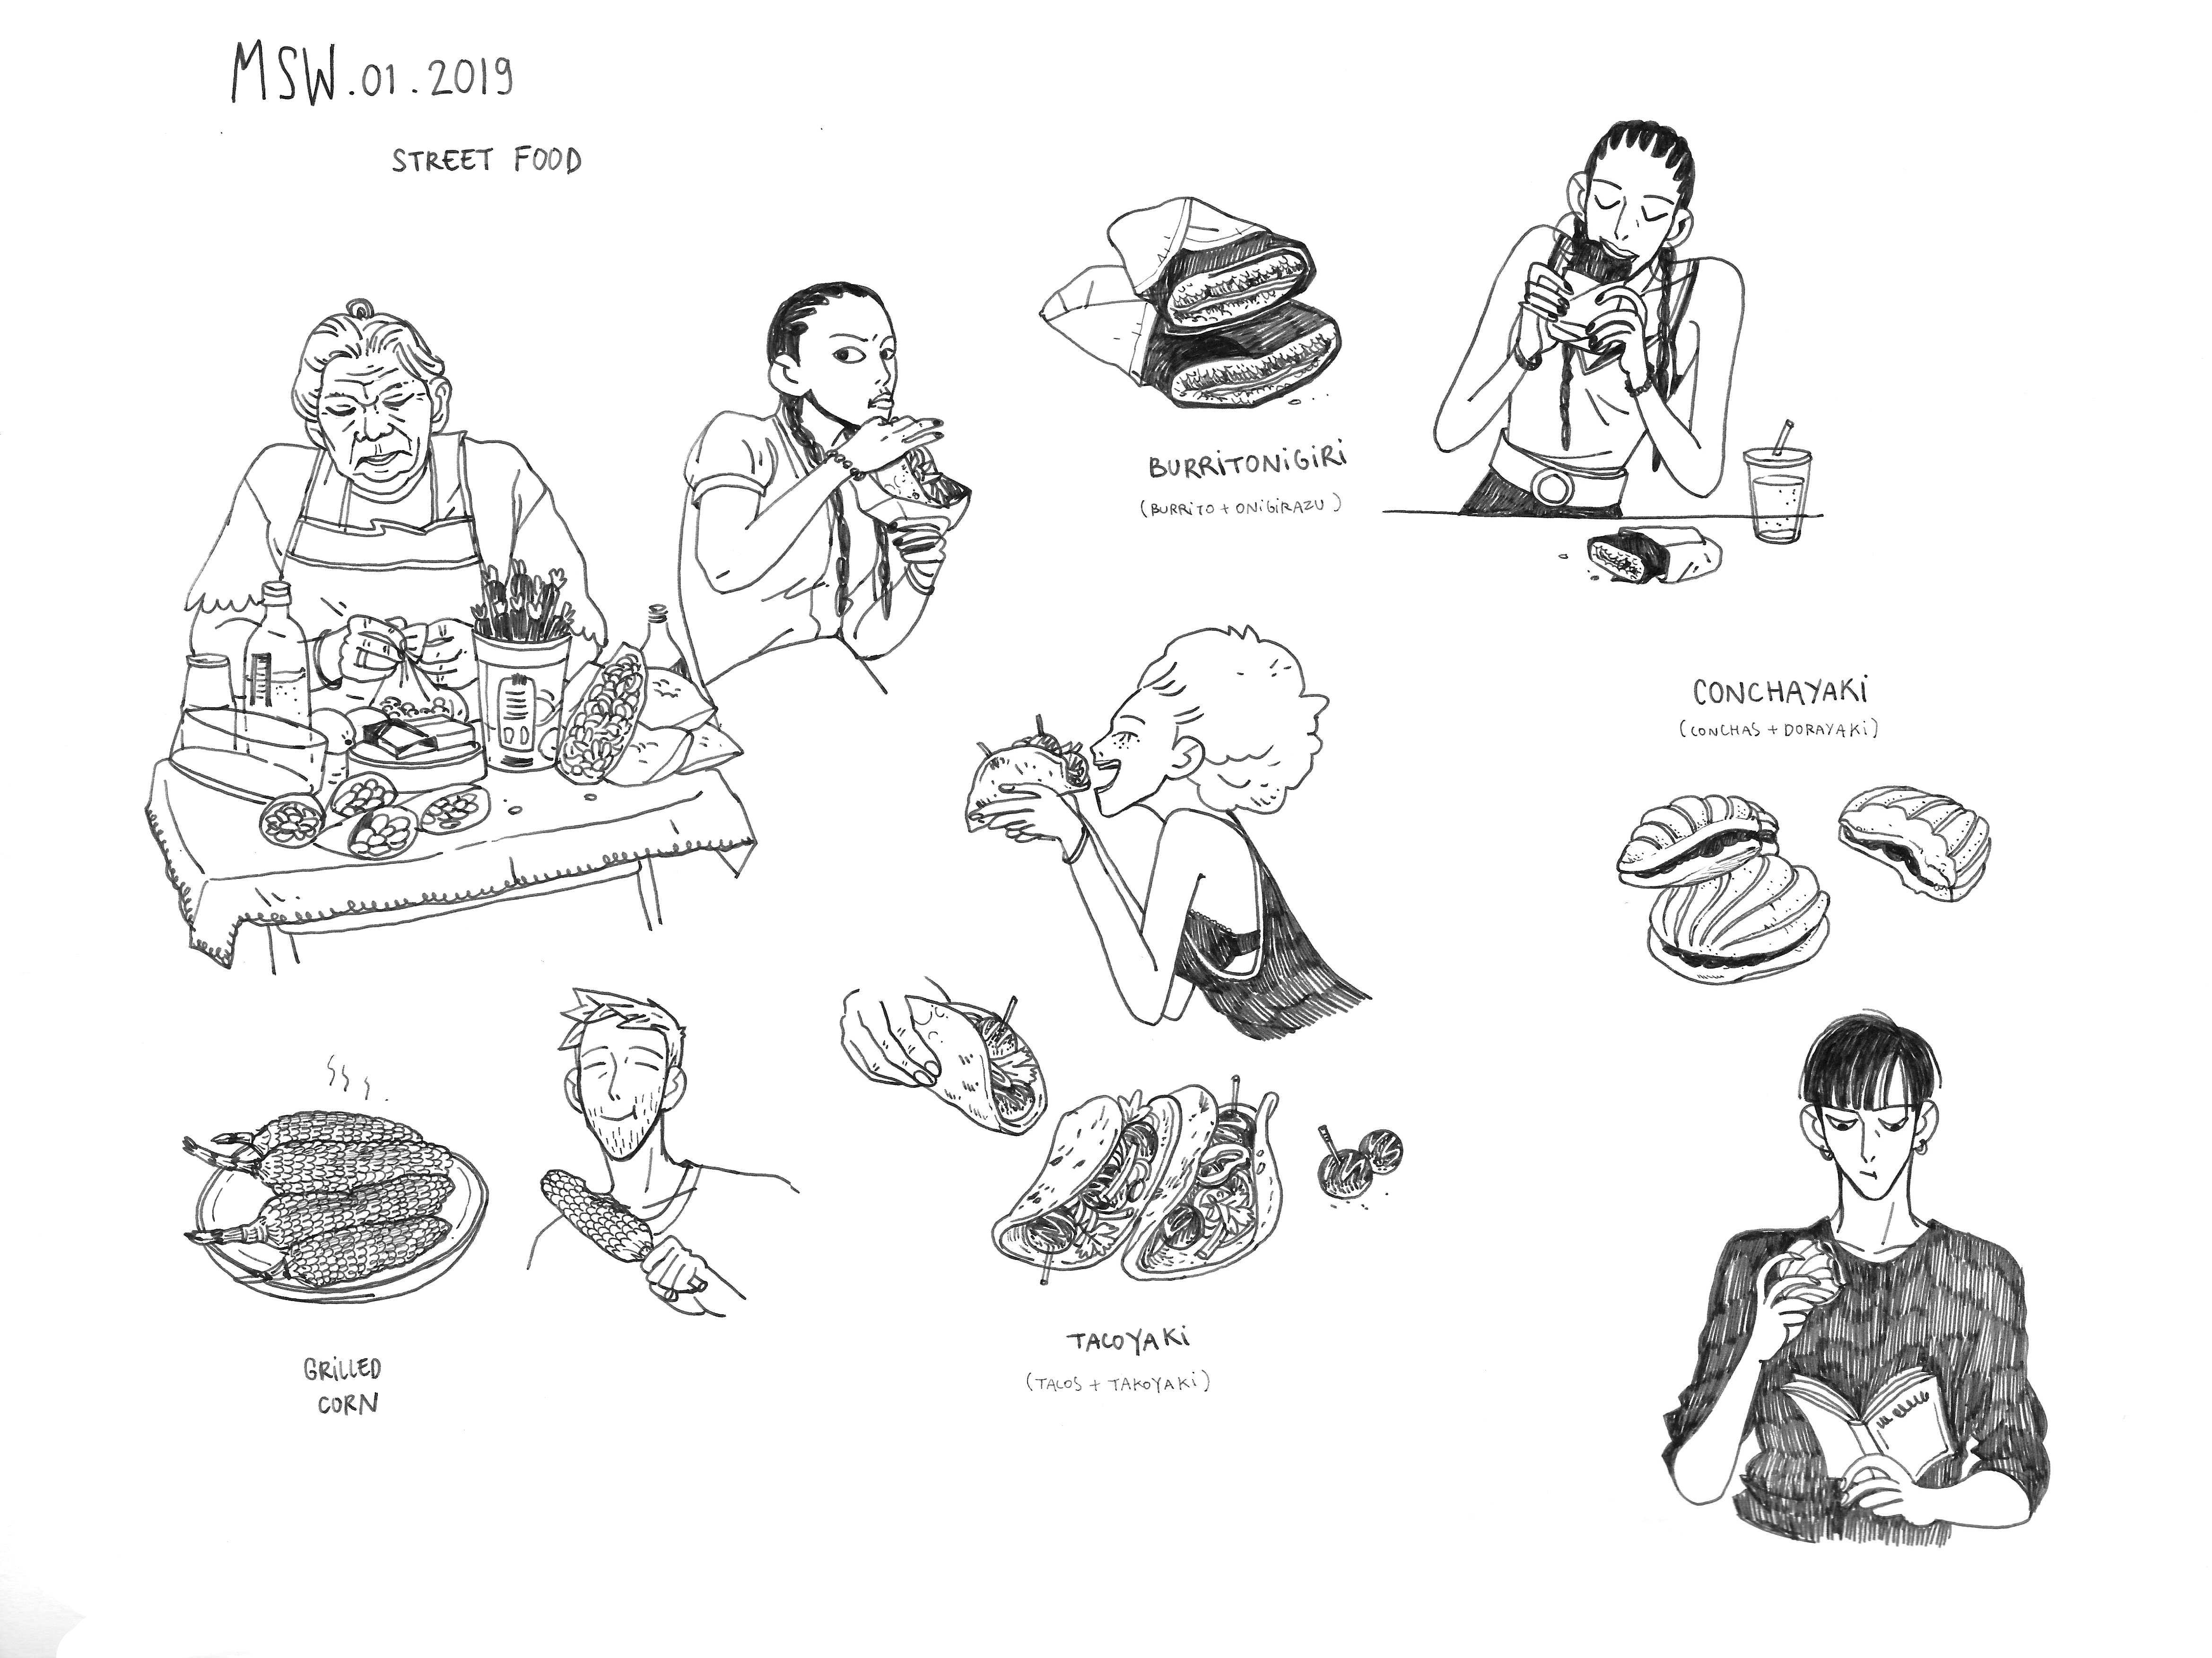 MSW.01.2019
STREET FOOD
BURRiTONiGiRi
(BURRiTO + ONiGiRAZU)
CONCHAYAKi
(CONCHAS + DORAYAKi)
GRiLLED
CORN
TACOYAKi
(TACOS + TAKOYAKi)